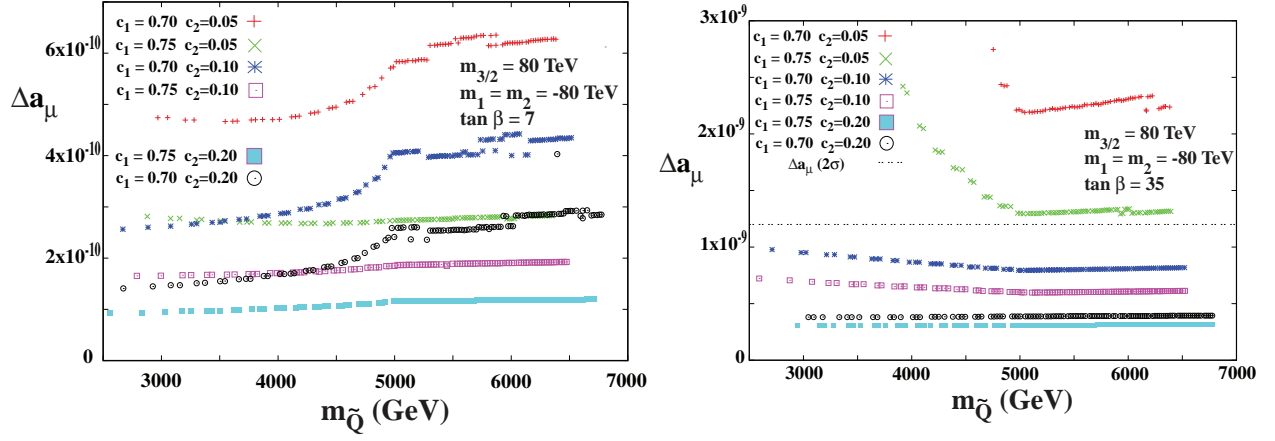 c1 = 0.70 c2=0.05
c1 = 0.75 c2=0.05
c1 = 0.70 c2=0.10
c1 = 0.75 c2=0.10
c1 = 0.75 c2=0.20
c1 = 0.70 c2=0.20
m3/2 = 80 TeV
m1 = m2 = -80 TeV
tan β = 7
Δaμ
6x10-10
4x10-10
2x10-10
0
3000 4000 5000 6000 7000
mQ̃ (GeV)
c1 = 0.70 c2=0.05
c1 = 0.75 c2=0.05
c1 = 0.70 c2=0.10
c1 = 0.75 c2=0.10
c1 = 0.75 c2=0.20
c1 = 0.70 c2=0.20
Δaμ (2σ)
m3/2 = 80 TeV
m1 = m2 = -80 TeV
tan β = 35
Δaμ
3x10-9
2x10-9
1x10-9
0x100
3000 4000 5000 6000 7000
mQ̃ (GeV)